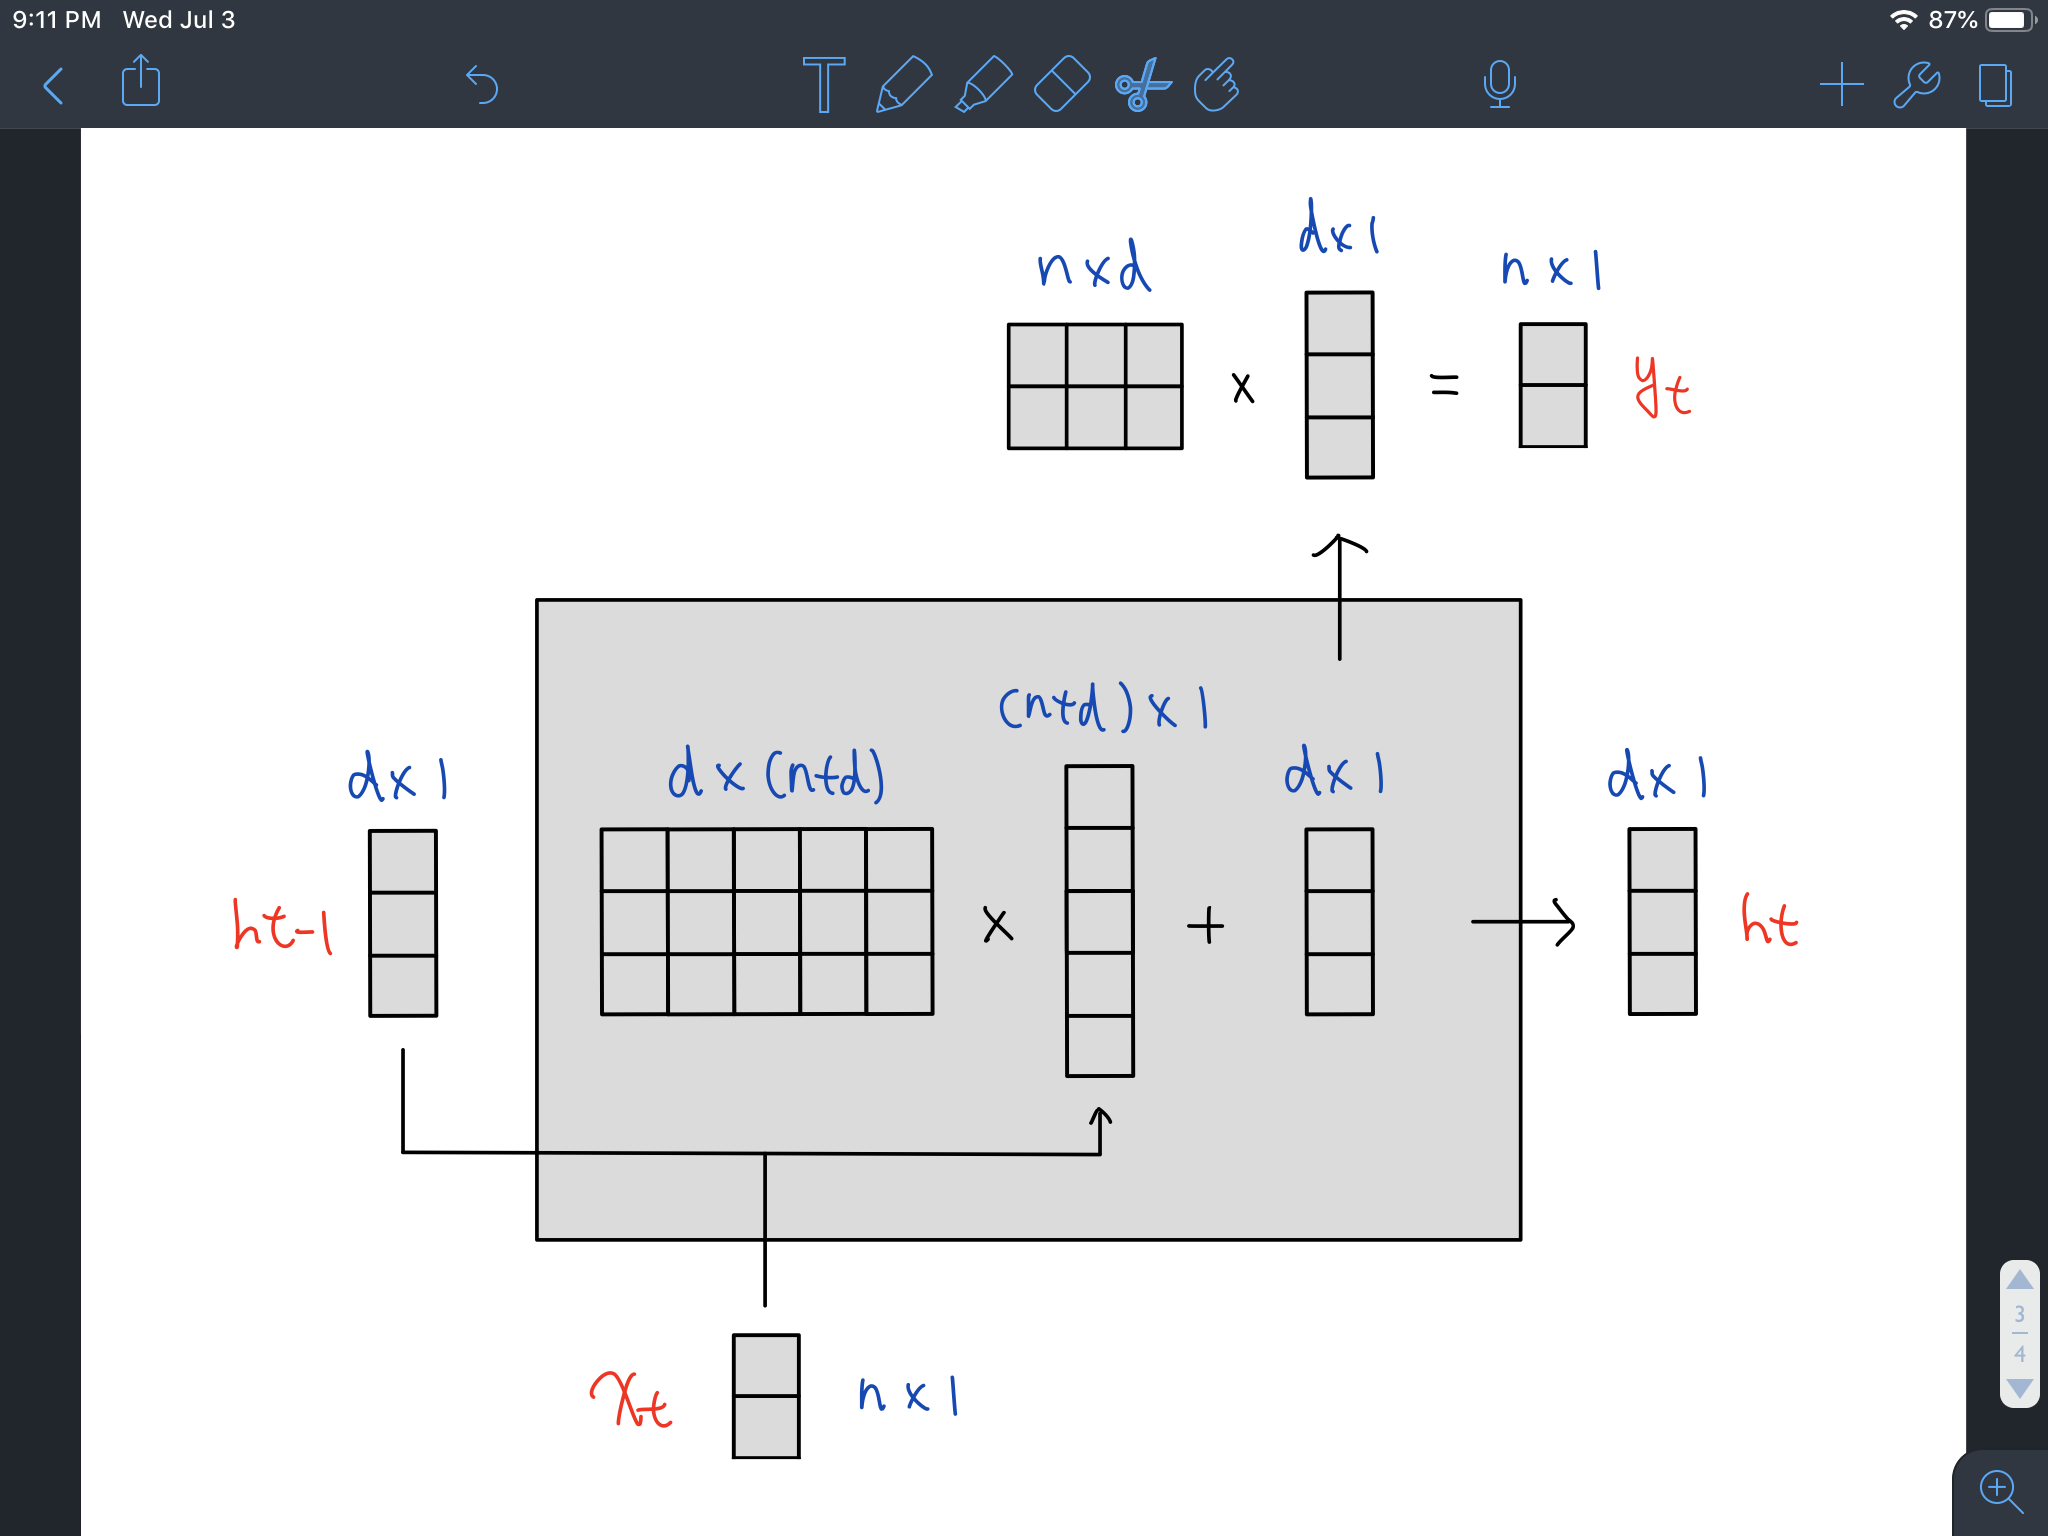 9:11 PM Wed Jul 3
87%
T
d x 1
n x d
n x 1
x
=
yt
(n+d) x 1
d x 1
d x (n+d)
d x 1
d x 1
ht-1
x
+
ht
xt
n x 1
3
4